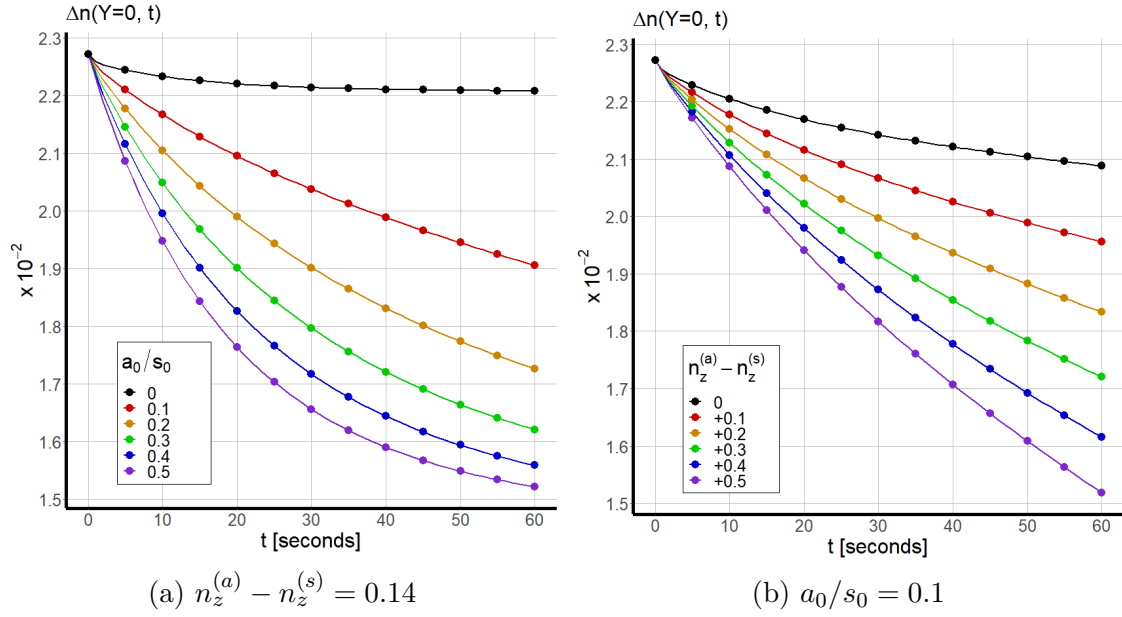 Δn(Y=0, t)
2.3
2.2
2.1
2.0
1.9
1.8
1.7
1.6
1.5
x 10⁻²
a₀/s₀
0
0.1
0.2
0.3
0.4
0.5
0 10 20 30 40 50 60
t [seconds]
(a) n_z^(a) − n_z^(s) = 0.14
Δn(Y=0, t)
2.3
2.2
2.1
2.0
1.9
1.8
1.7
1.6
1.5
x 10⁻²
n_z^(a) − n_z^(s)
0
+0.1
+0.2
+0.3
+0.4
+0.5
0 10 20 30 40 50 60
t [seconds]
(b) a₀/s₀ = 0.1